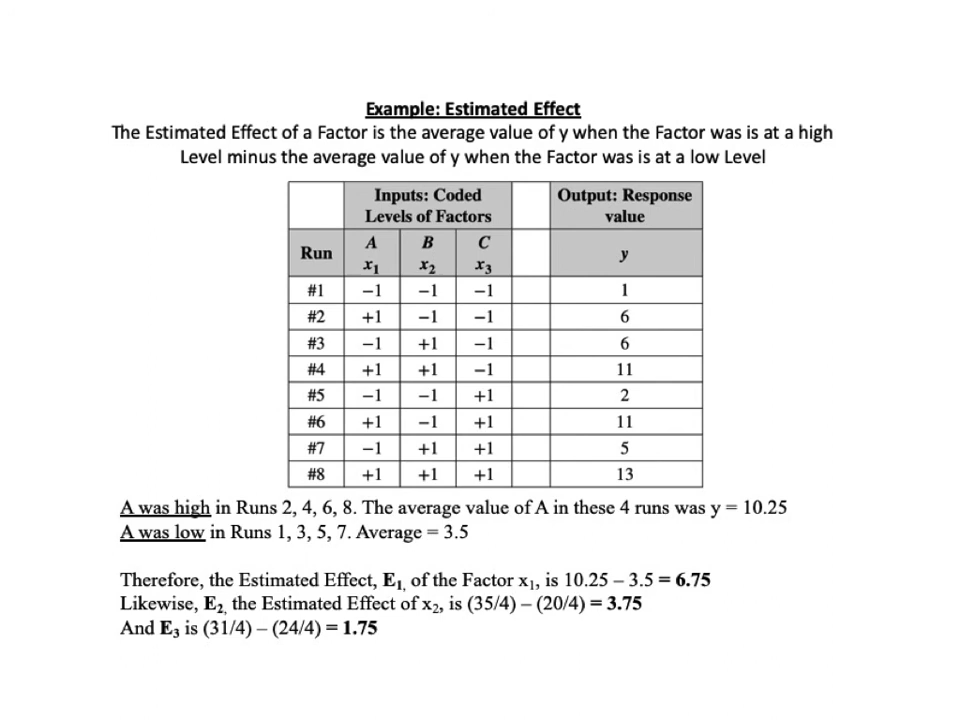 Example: Estimated Effect
The Estimated Effect of a Factor is the average value of y when the Factor was is at a high
Level minus the average value of y when the Factor was is at a low Level
Inputs: Coded Output: Response
Levels of Factors value
Run A B C y
x₁ x₂ x₃
#1 −1 −1 −1 1
#2 +1 −1 −1 6
#3 −1 +1 −1 6
#4 +1 +1 −1 11
#5 −1 −1 +1 2
#6 +1 −1 +1 11
#7 −1 +1 +1 5
#8 +1 +1 +1 13
A was high in Runs 2, 4, 6, 8. The average value of A in these 4 runs was y = 10.25
A was low in Runs 1, 3, 5, 7. Average = 3.5
Therefore, the Estimated Effect, E₁, of the Factor x₁, is 10.25 – 3.5 = 6.75
Likewise, E₂, the Estimated Effect of x₂, is (35/4) – (20/4) = 3.75
And E₃ is (31/4) – (24/4) = 1.75